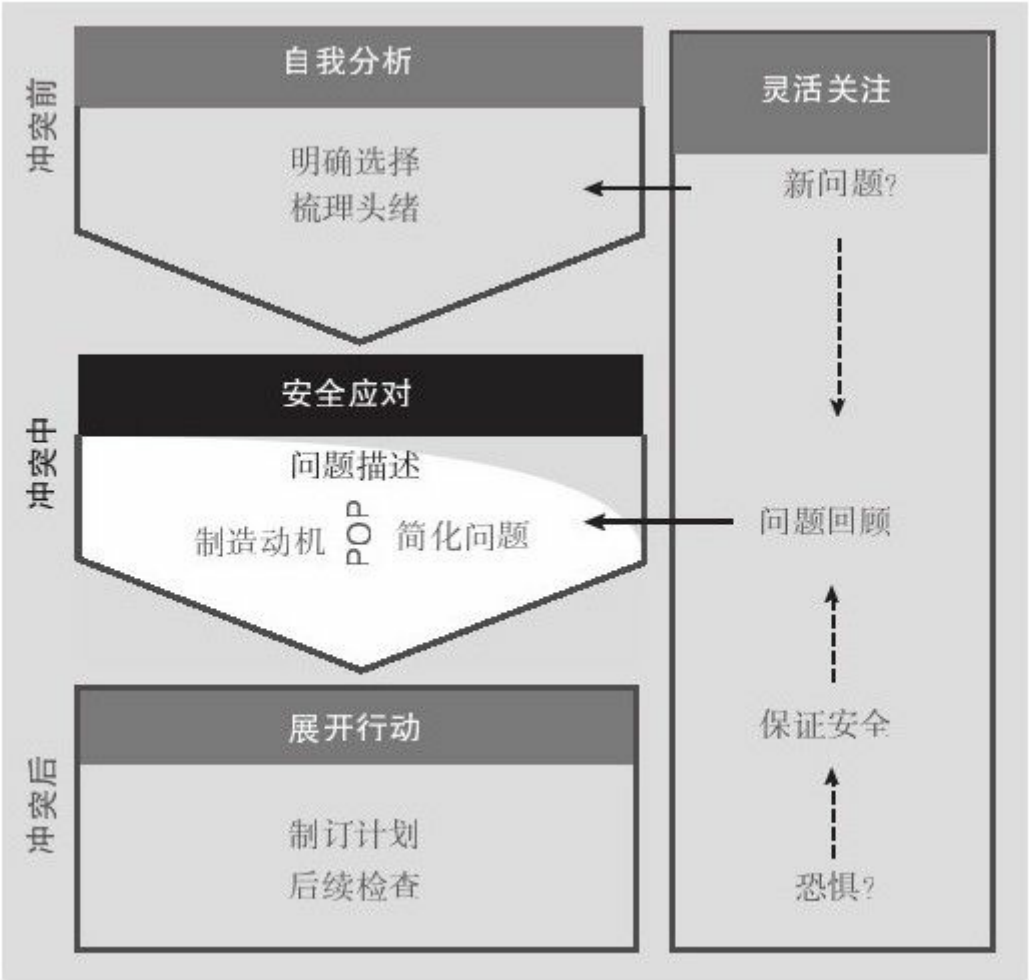 冲突前
自我分析
明确选择
梳理头绪
冲突中
安全应对
问题描述
制造动机
POP
简化问题
冲突后
展开行动
制订计划
后续检查
灵活关注
新问题?
问题回顾
保证安全
恐惧?